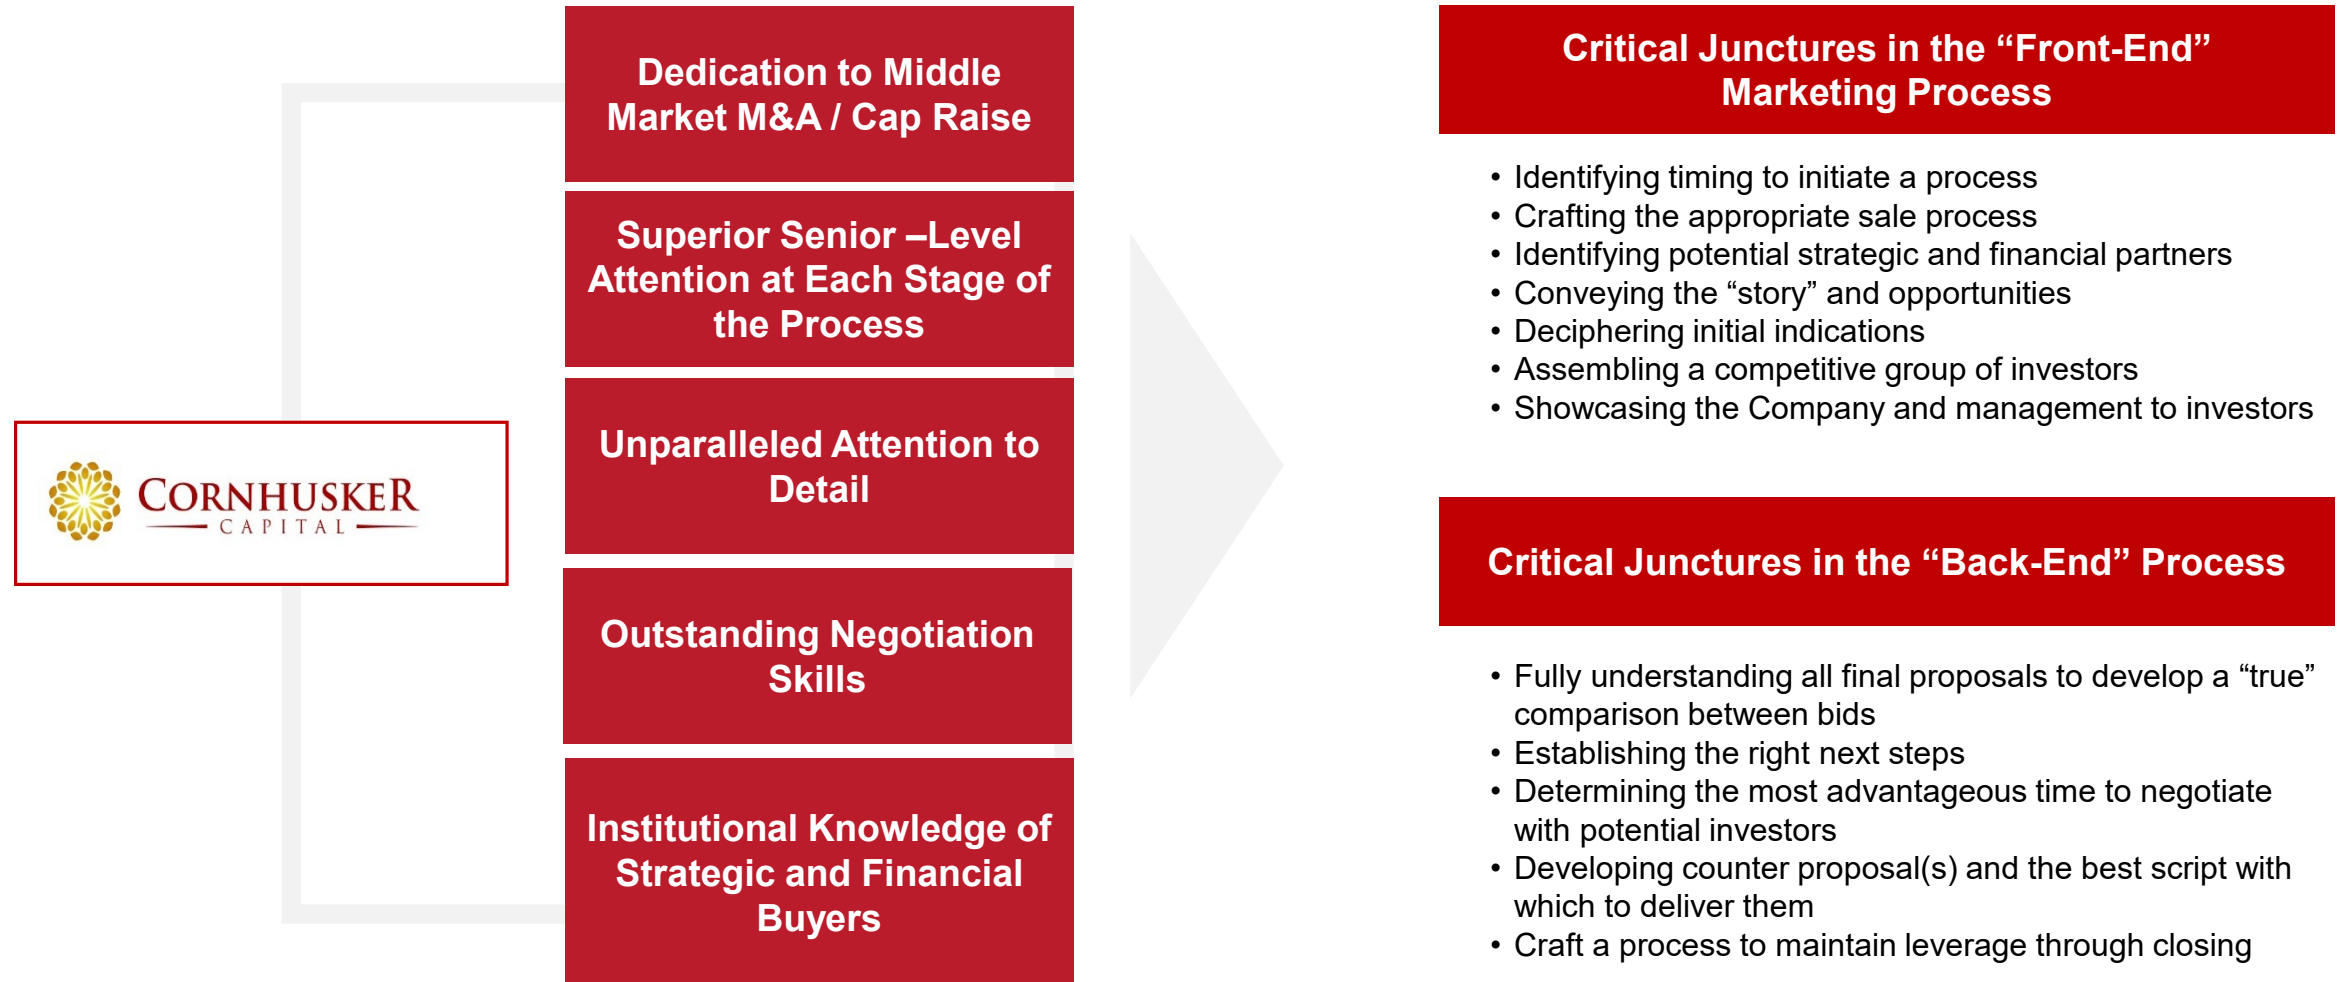 CORNHUSKER
CAPITAL
Dedication to Middle
Market M&A / Cap Raise
Superior Senior –Level
Attention at Each Stage of
the Process
Unparalleled Attention to
Detail
Outstanding Negotiation
Skills
Institutional Knowledge of
Strategic and Financial
Buyers
Critical Junctures in the “Front-End”
Marketing Process
• Identifying timing to initiate a process
• Crafting the appropriate sale process
• Identifying potential strategic and financial partners
• Conveying the “story” and opportunities
• Deciphering initial indications
• Assembling a competitive group of investors
• Showcasing the Company and management to investors
Critical Junctures in the “Back-End” Process
• Fully understanding all final proposals to develop a “true”
comparison between bids
• Establishing the right next steps
• Determining the most advantageous time to negotiate
with potential investors
• Developing counter proposal(s) and the best script with
which to deliver them
• Craft a process to maintain leverage through closing